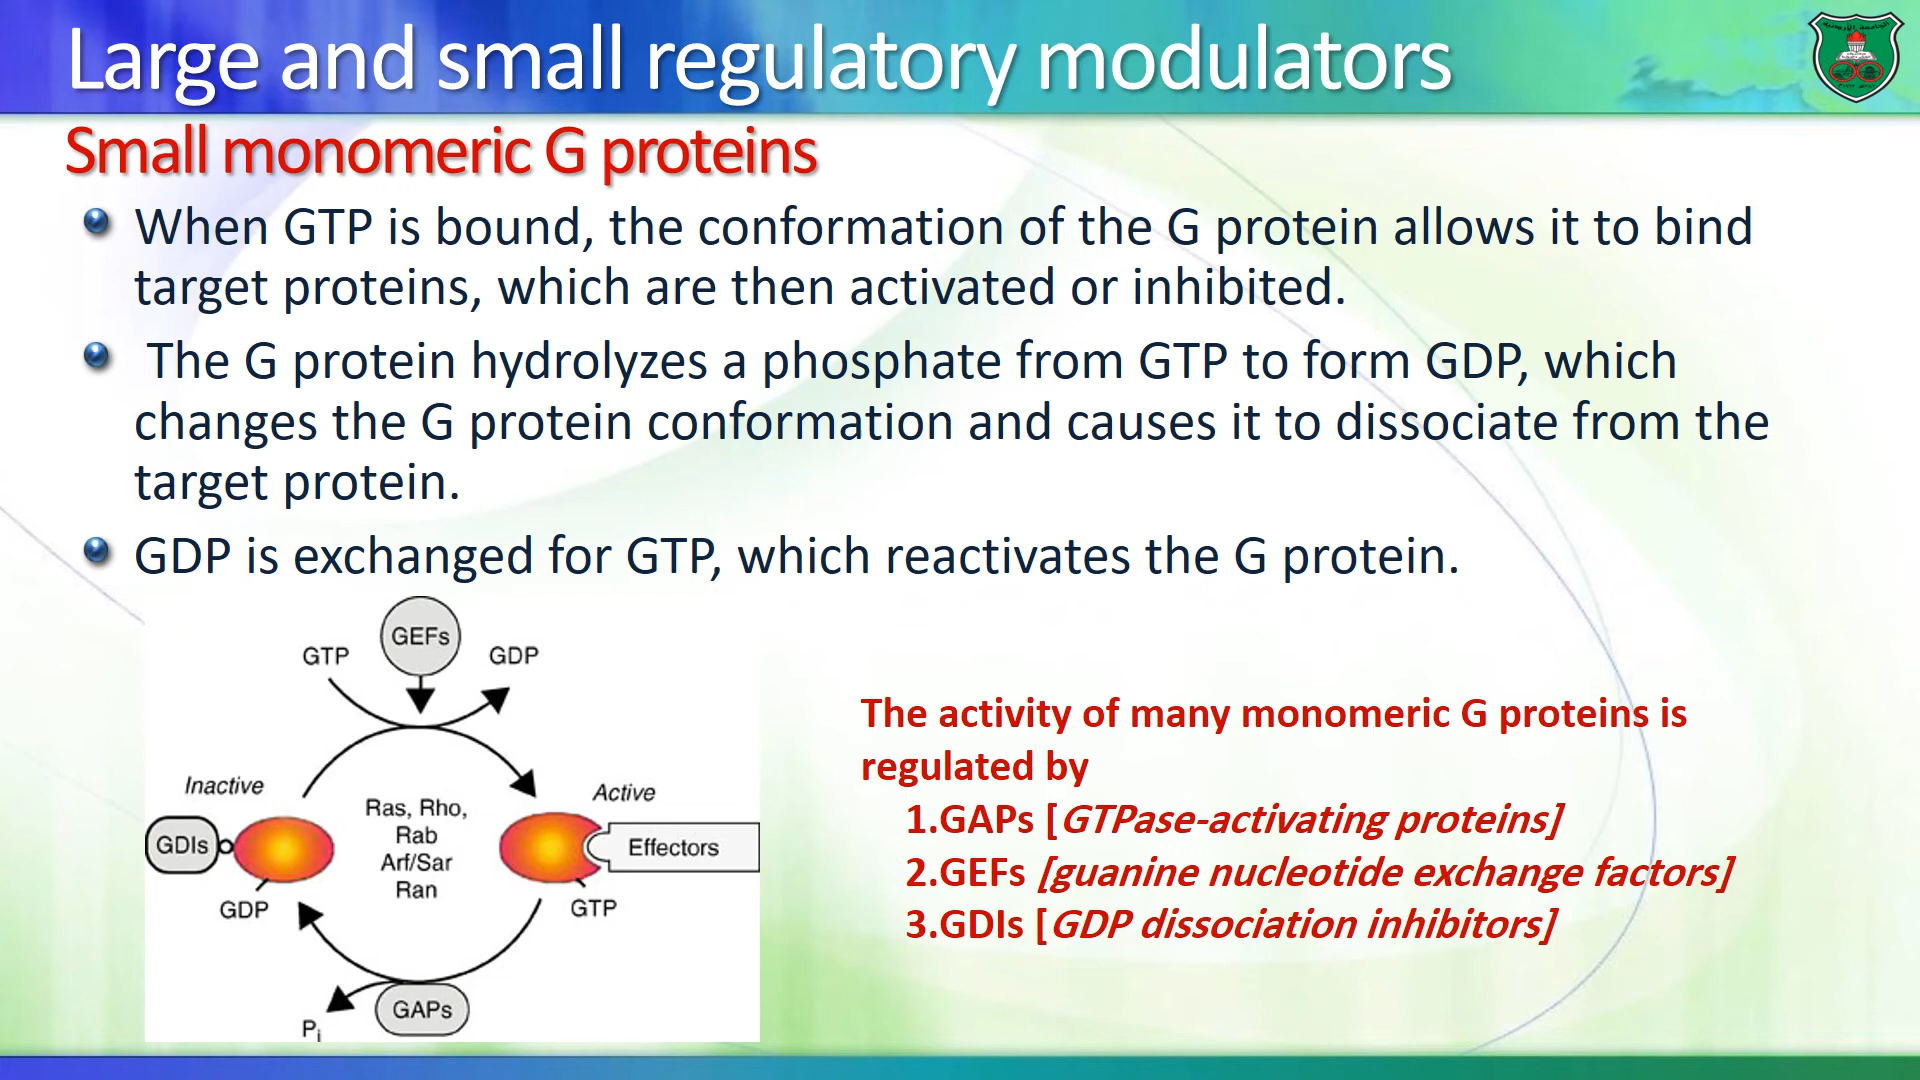 Large and small regulatory modulators
Small monomeric G proteins
When GTP is bound, the conformation of the G protein allows it to bind
target proteins, which are then activated or inhibited.
The G protein hydrolyzes a phosphate from GTP to form GDP, which
changes the G protein conformation and causes it to dissociate from the
target protein.
GDP is exchanged for GTP, which reactivates the G protein.
GEFs
GTP
GDP
Inactive
Active
Ras, Rho,
Rab
Arf/Sar
Ran
GDIs
Effectors
GDP
GTP
GAPs
Pi
The activity of many monomeric G proteins is
regulated by
1.GAPs [GTPase-activating proteins]
2.GEFs [guanine nucleotide exchange factors]
3.GDIs [GDP dissociation inhibitors]